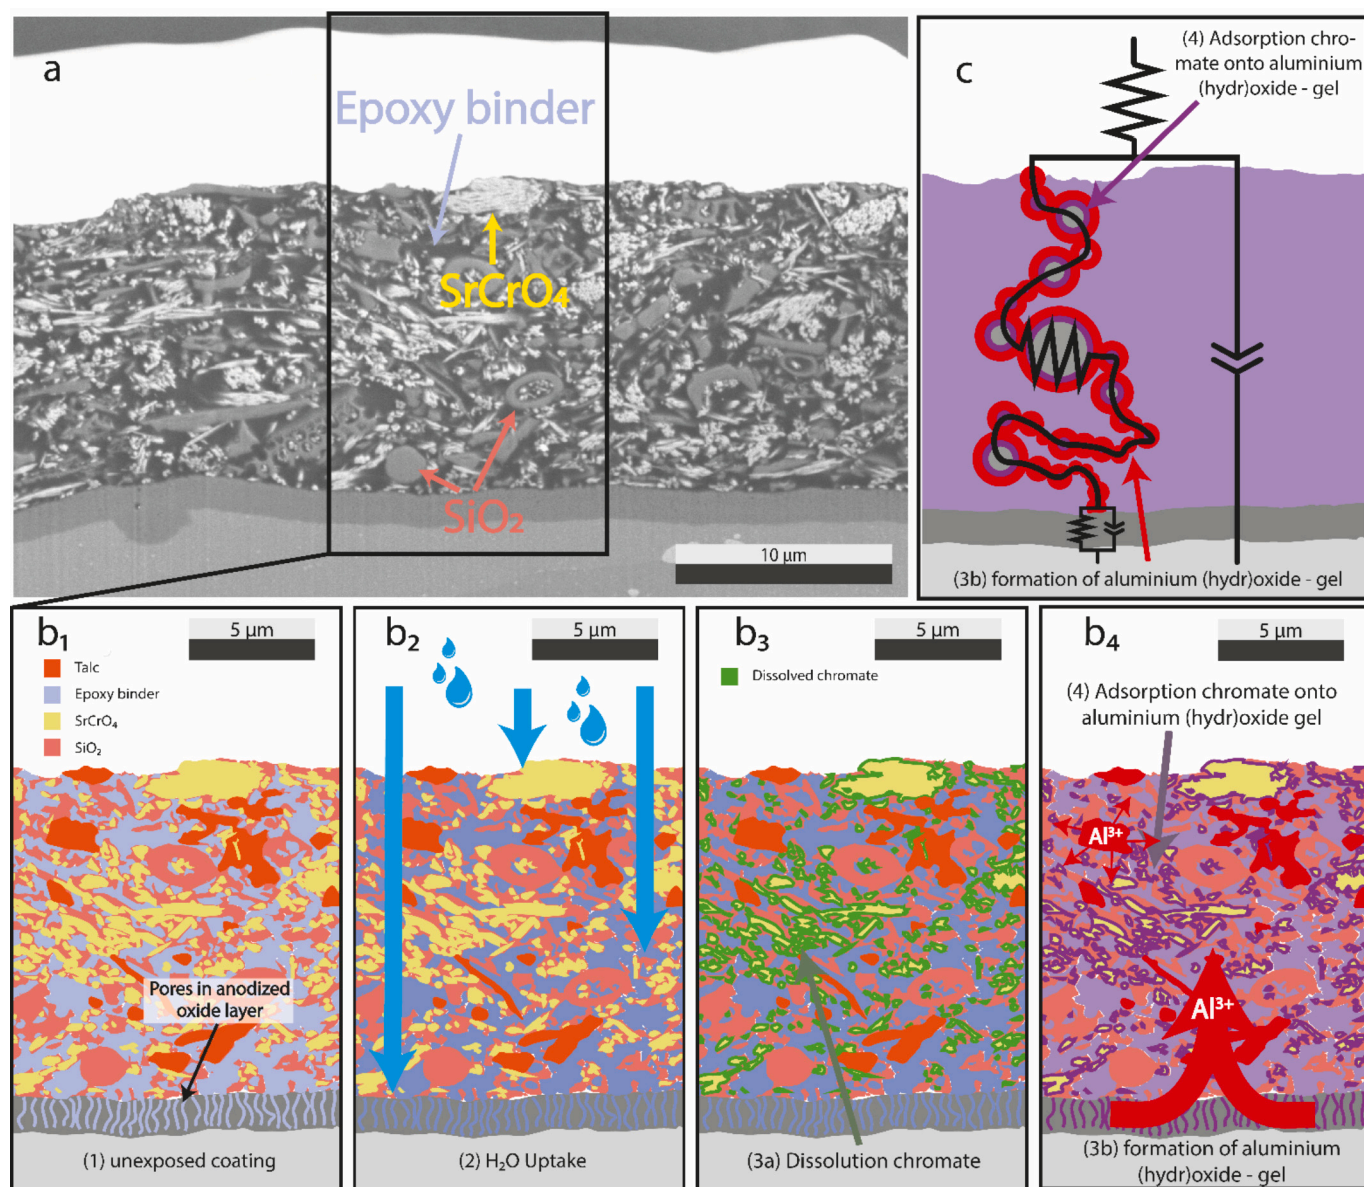 a
Epoxy binder
SrCrO₄
SiO₂
10 µm
c
(4) Adsorption chro-
mate onto aluminium
(hydr)oxide - gel
(3b) formation of aluminium (hydr)oxide - gel
b₁
5 µm
Talc
Epoxy binder
SrCrO₄
SiO₂
Pores in anodized
oxide layer
(1) unexposed coating
b₂
5 µm
(2) H₂O Uptake
b₃
5 µm
Dissolved chromate
(3a) Dissolution chromate
b₄
5 µm
(4) Adsorption chromate onto
aluminium (hydr)oxide gel
Al³⁺
Al³⁺
(3b) formation of aluminium
(hydr)oxide - gel